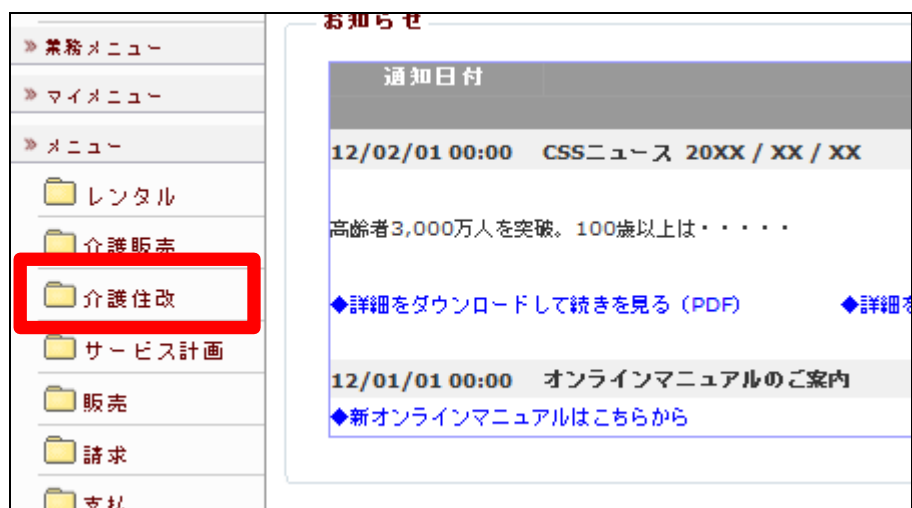 お知らせ
» 業務メニュー
» マイメニュー
» メニュー
レンタル
介護販売
介護住改
サービス計画
販売
請求
支払
通知日付
12/02/01 00:00 CSSニュース 20XX / XX / XX
高齢者3,000万人を突破。100歳以上は・・・・・
◆詳細をダウンロードして続きを見る（PDF） ◆詳細を
12/01/01 00:00 オンラインマニュアルのご案内
◆新オンラインマニュアルはこちらから